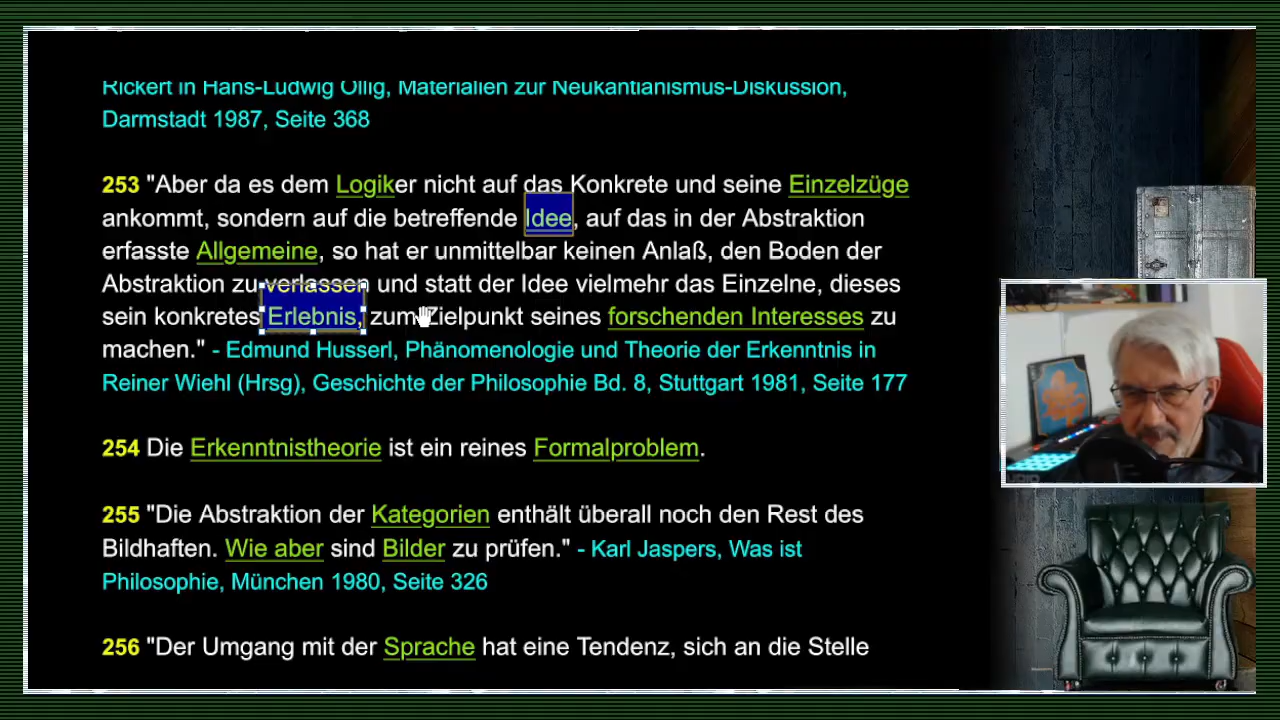 Rickert in Hans-Ludwig Ollig, Materialien zur Neukantianismus-Diskussion,
Darmstadt 1987, Seite 368
253 "Aber da es dem Logiker nicht auf das Konkrete und seine Einzelzüge
ankommt, sondern auf die betreffende Idee, auf das in der Abstraktion
erfasste Allgemeine, so hat er unmittelbar keinen Anlaß, den Boden der
Abstraktion zu verlassen und statt der Idee vielmehr das Einzelne, dieses
sein konkretes Erlebnis, zum Zielpunkt seines forschenden Interesses zu
machen." - Edmund Husserl, Phänomenologie und Theorie der Erkenntnis in
Reiner Wiehl (Hrsg), Geschichte der Philosophie Bd. 8, Stuttgart 1981, Seite 177
254 Die Erkenntnistheorie ist ein reines Formalproblem.
255 "Die Abstraktion der Kategorien enthält überall noch den Rest des
Bildhaften. Wie aber sind Bilder zu prüfen." - Karl Jaspers, Was ist
Philosophie, München 1980, Seite 326
256 "Der Umgang mit der Sprache hat eine Tendenz, sich an die Stelle